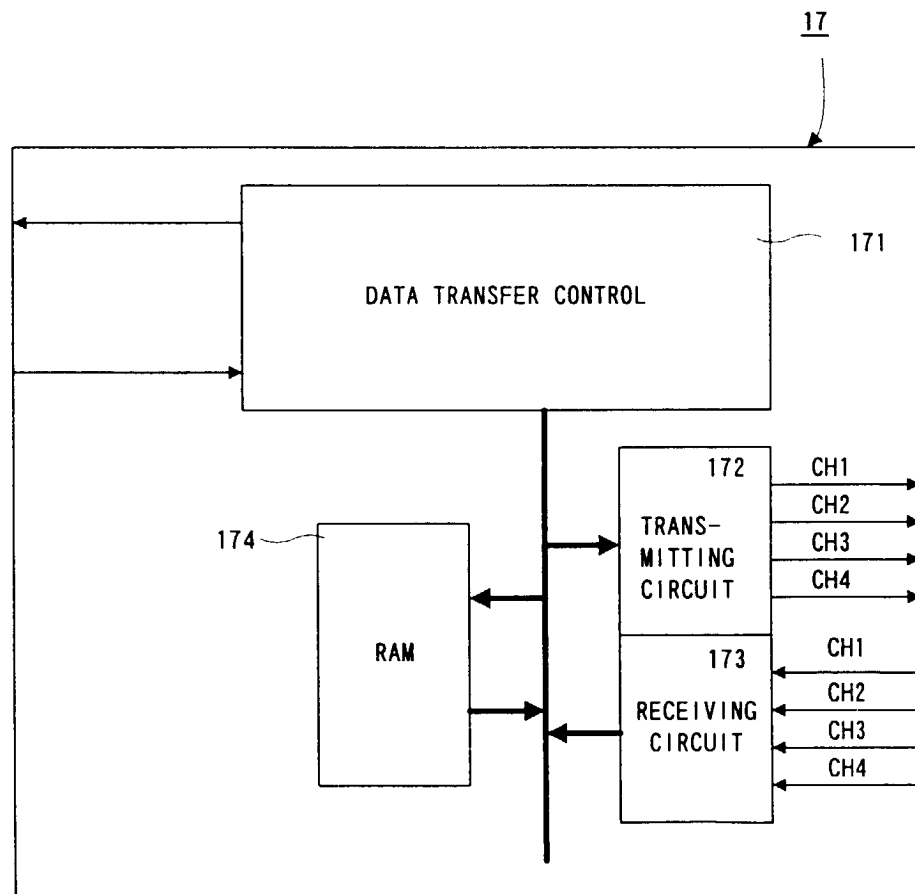 17
171
DATA TRANSFER CONTROL
172
TRANS-
MITTING
CIRCUIT
CH1
CH2
CH3
CH4
174
RAM
173
RECEIVING
CIRCUIT
CH1
CH2
CH3
CH4